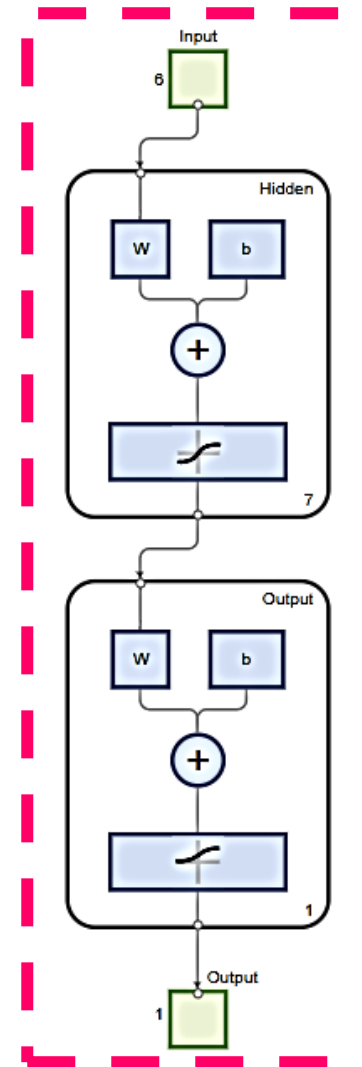 Input
6
Hidden
W b
+
7
Output
W b
+
1
Output
1